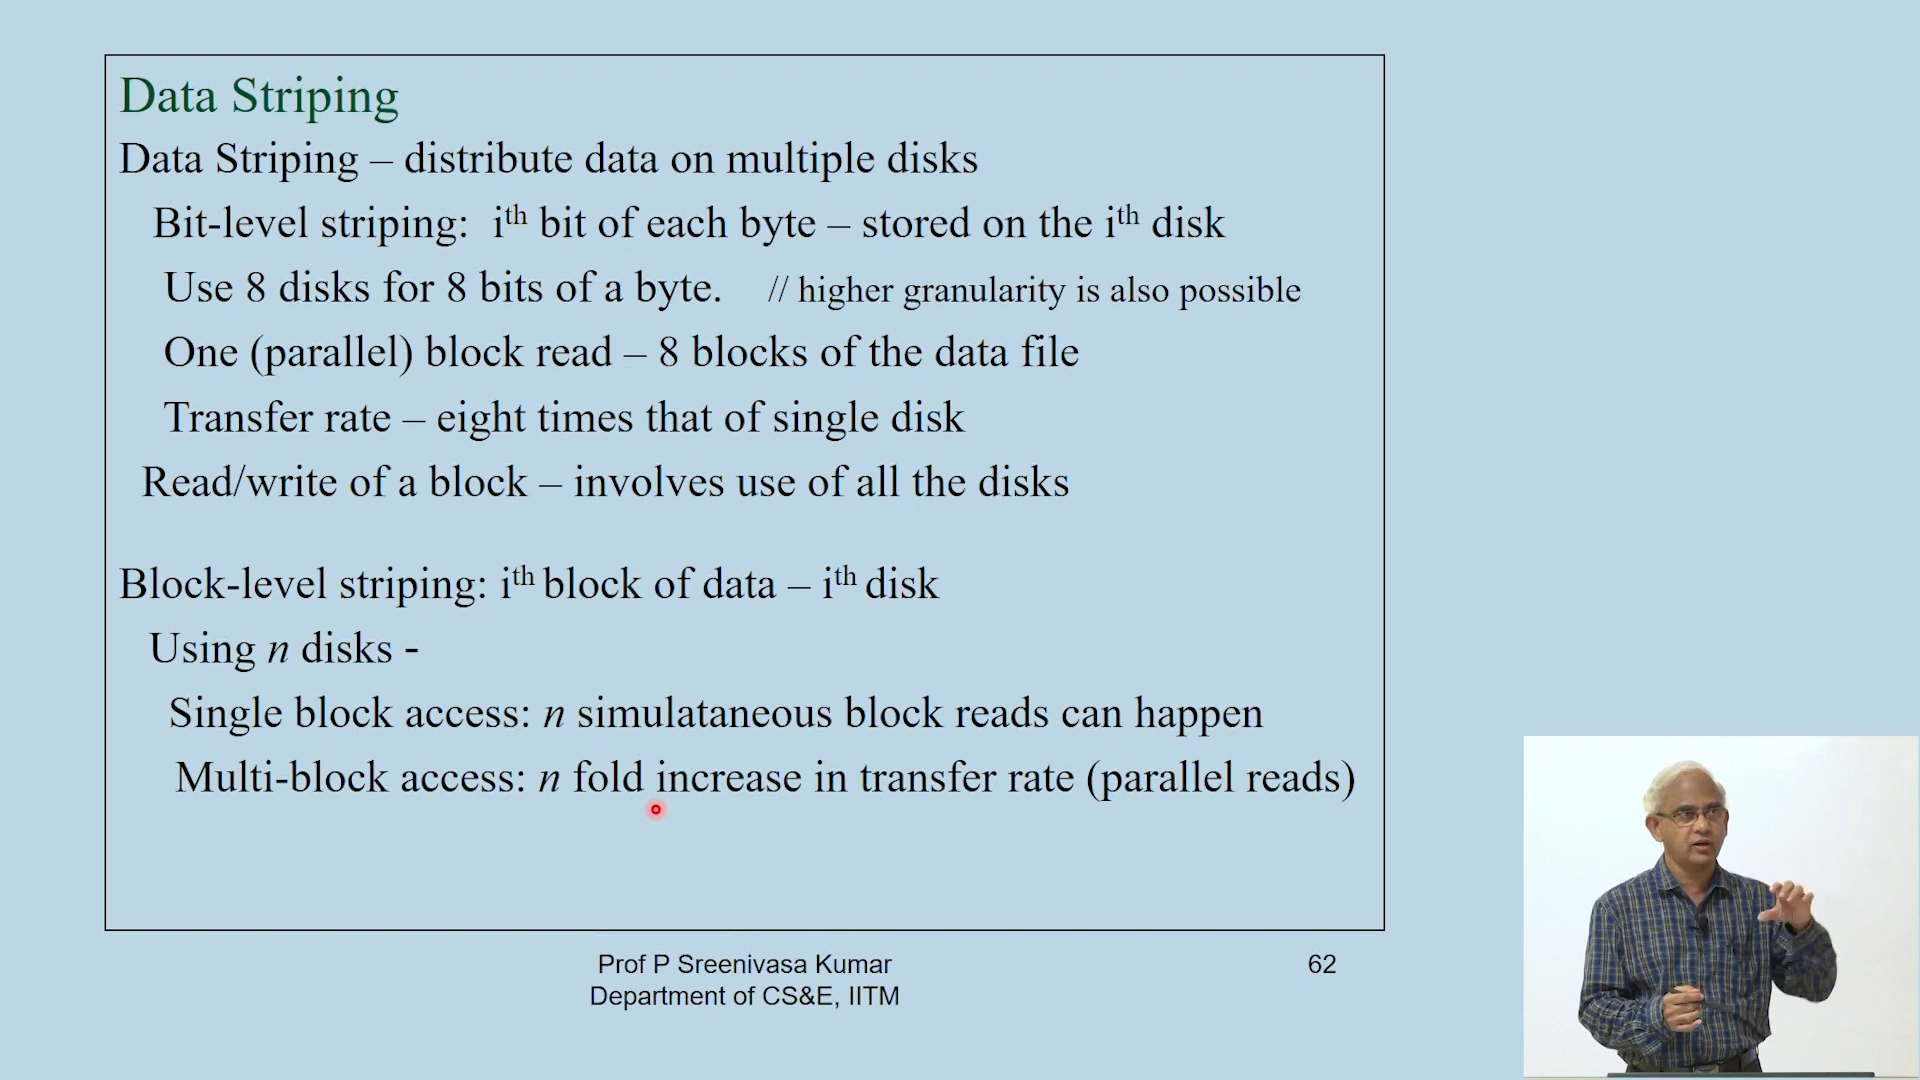 Data Striping
Data Striping – distribute data on multiple disks
Bit-level striping: ith bit of each byte – stored on the ith disk
Use 8 disks for 8 bits of a byte. // higher granularity is also possible
One (parallel) block read – 8 blocks of the data file
Transfer rate – eight times that of single disk
Read/write of a block – involves use of all the disks
Block-level striping: ith block of data – ith disk
Using n disks -
Single block access: n simulataneous block reads can happen
Multi-block access: n fold increase in transfer rate (parallel reads)
Prof P Sreenivasa Kumar
Department of CS&E, IITM
62